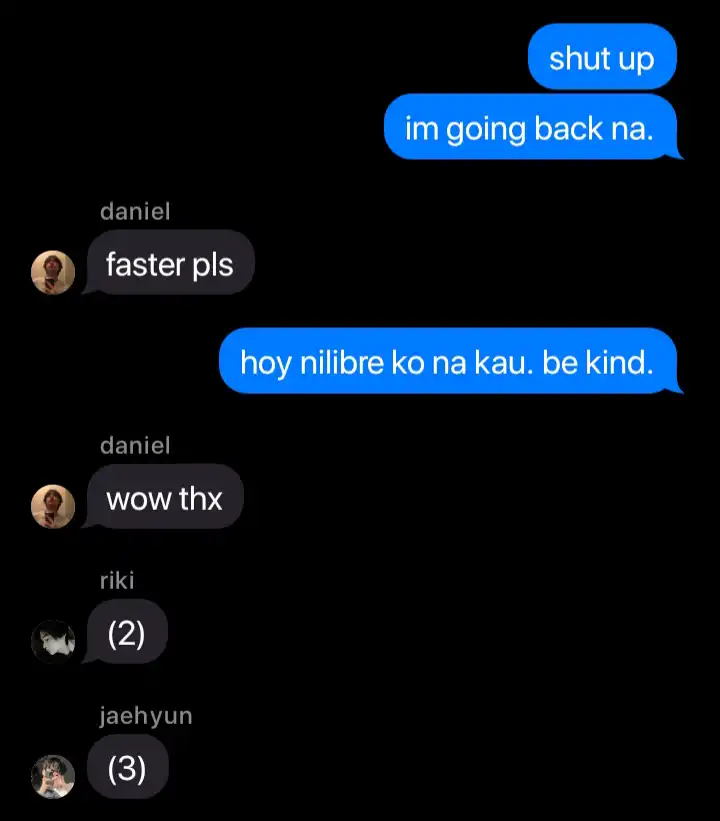 shut up
im going back na.
daniel
faster pls
hoy nilibre ko na kau. be kind.
daniel
wow thx
riki
(2)
jaehyun
(3)